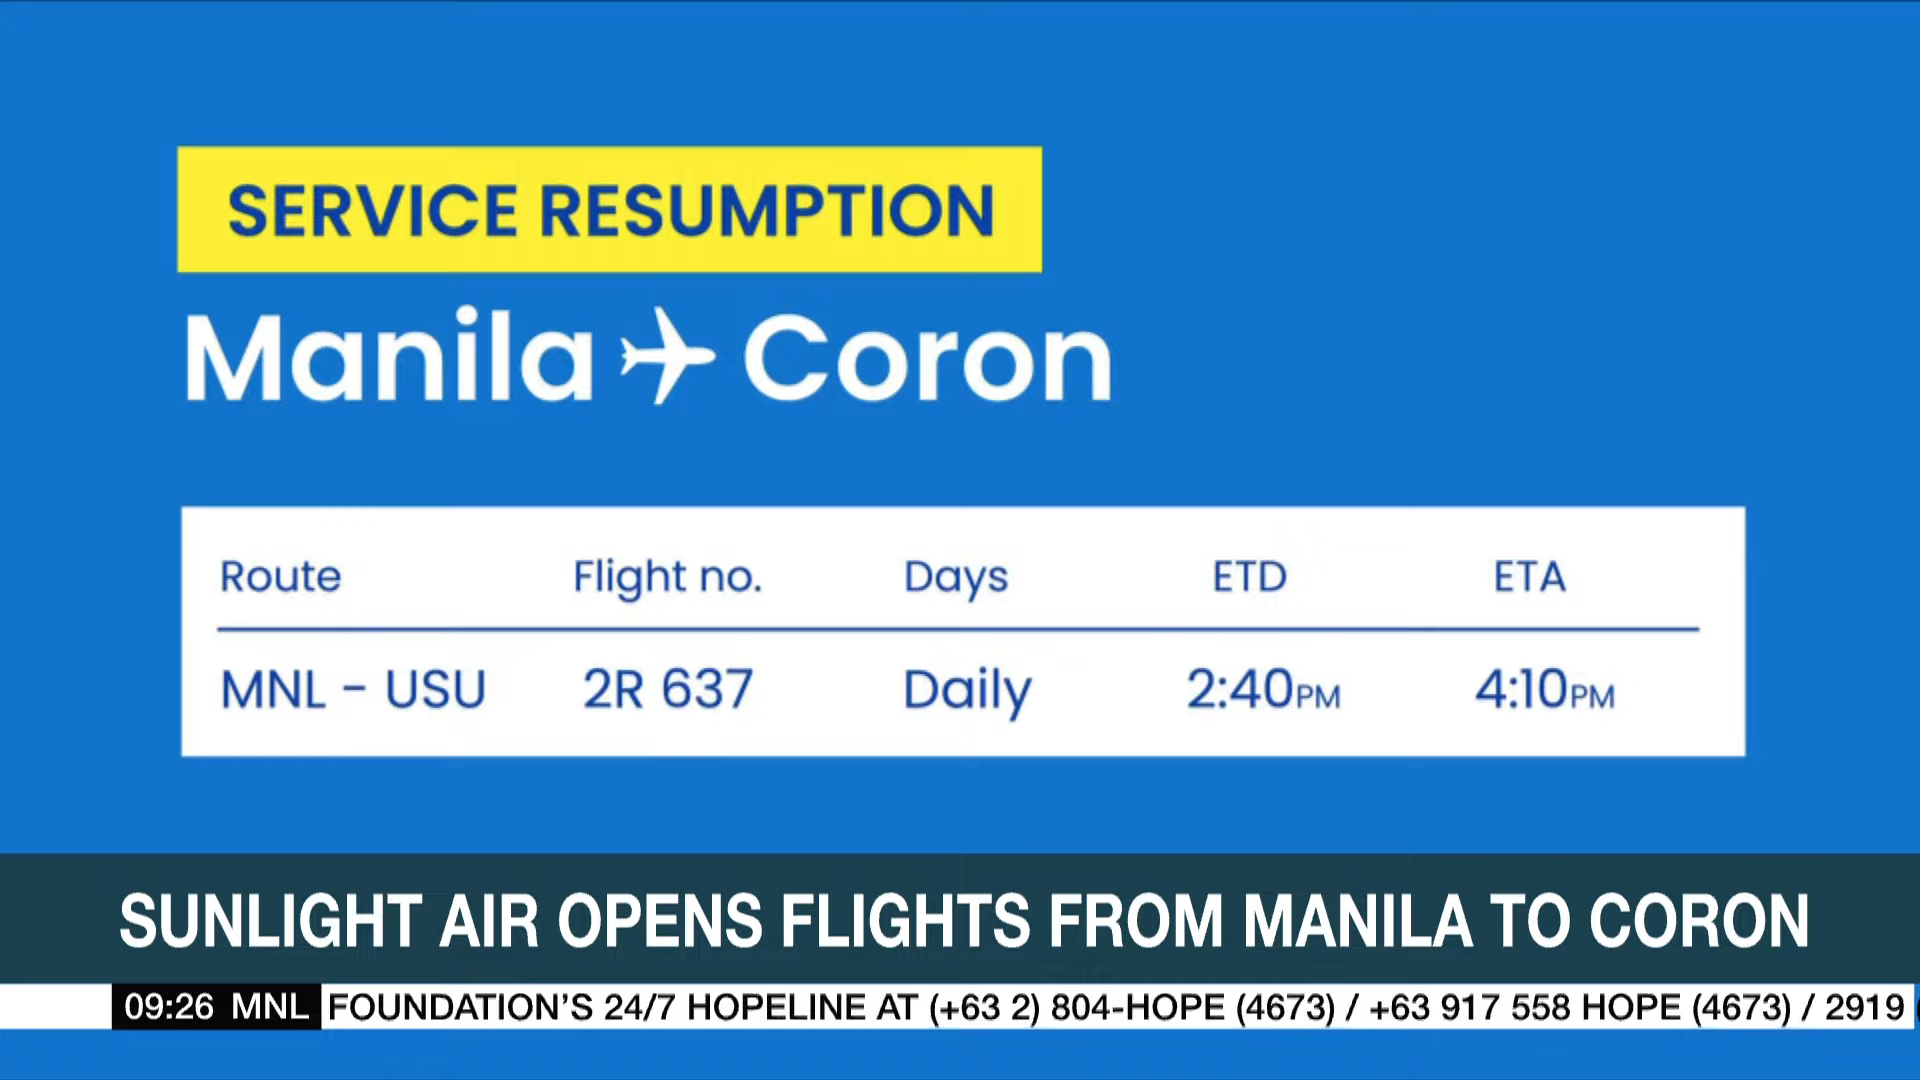 SERVICE RESUMPTION
Manila Coron
Route Flight no. Days ETD ETA
MNL - USU 2R 637 Daily 2:40PM 4:10PM
SUNLIGHT AIR OPENS FLIGHTS FROM MANILA TO CORON
09:26 MNL FOUNDATION'S 24/7 HOPELINE AT (+63 2) 804-HOPE (4673) / +63 917 558 HOPE (4673) / 2919